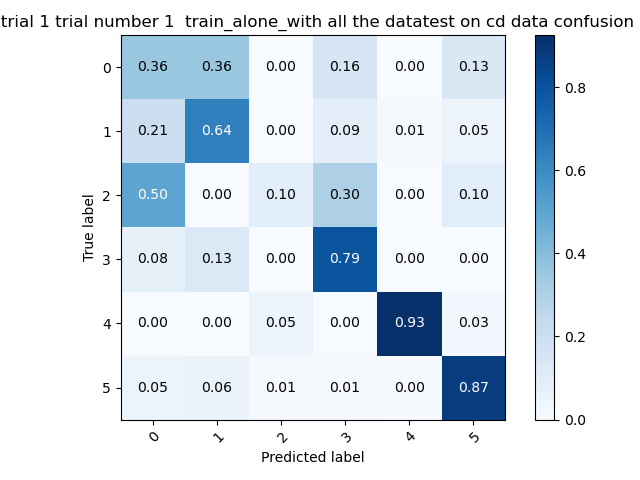 trial 1 trial number 1  train_alone_with all the datatest on cd data confusion
0 0.36 0.36 0.00 0.16 0.00 0.13
1 0.21 0.64 0.00 0.09 0.01 0.05
2 0.50 0.00 0.10 0.30 0.00 0.10
3 0.08 0.13 0.00 0.79 0.00 0.00
4 0.00 0.00 0.05 0.00 0.93 0.03
5 0.05 0.06 0.01 0.01 0.00 0.87
True label
0 1 2 3 4 5
Predicted label
0.8
0.6
0.4
0.2
0.0